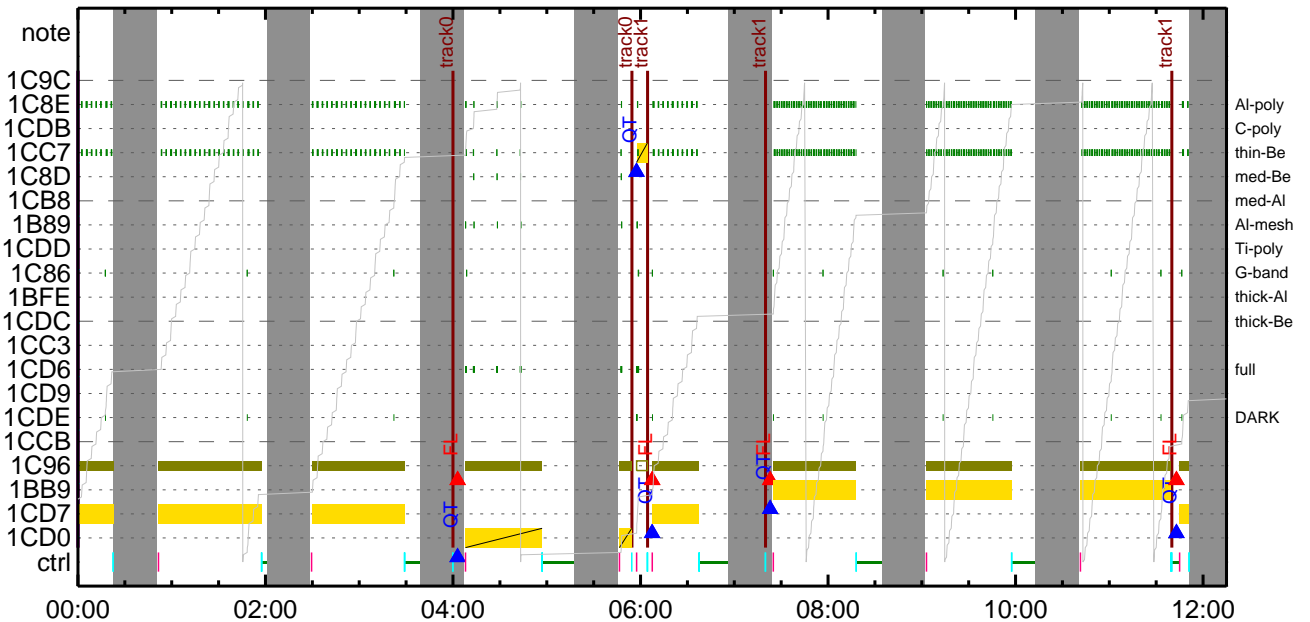 note
track0
track0
track1
track1
track1
1C9C
1C8E Al-poly
1CDB C-poly
QT
1CC7 thin-Be
1C8D med-Be
1CB8 med-Al
1B89 Al-mesh
1CDD Ti-poly
1C86 G-band
1BFE thick-Al
1CDC thick-Be
1CC3
1CD6 full
1CD9
1CDE DARK
1CCB
FL
FL
FL
FL
1C96
QT
1BB9
QT
QT
1CD7
QT
1CD0
ctrl
00:00 02:00 04:00 06:00 08:00 10:00 12:00